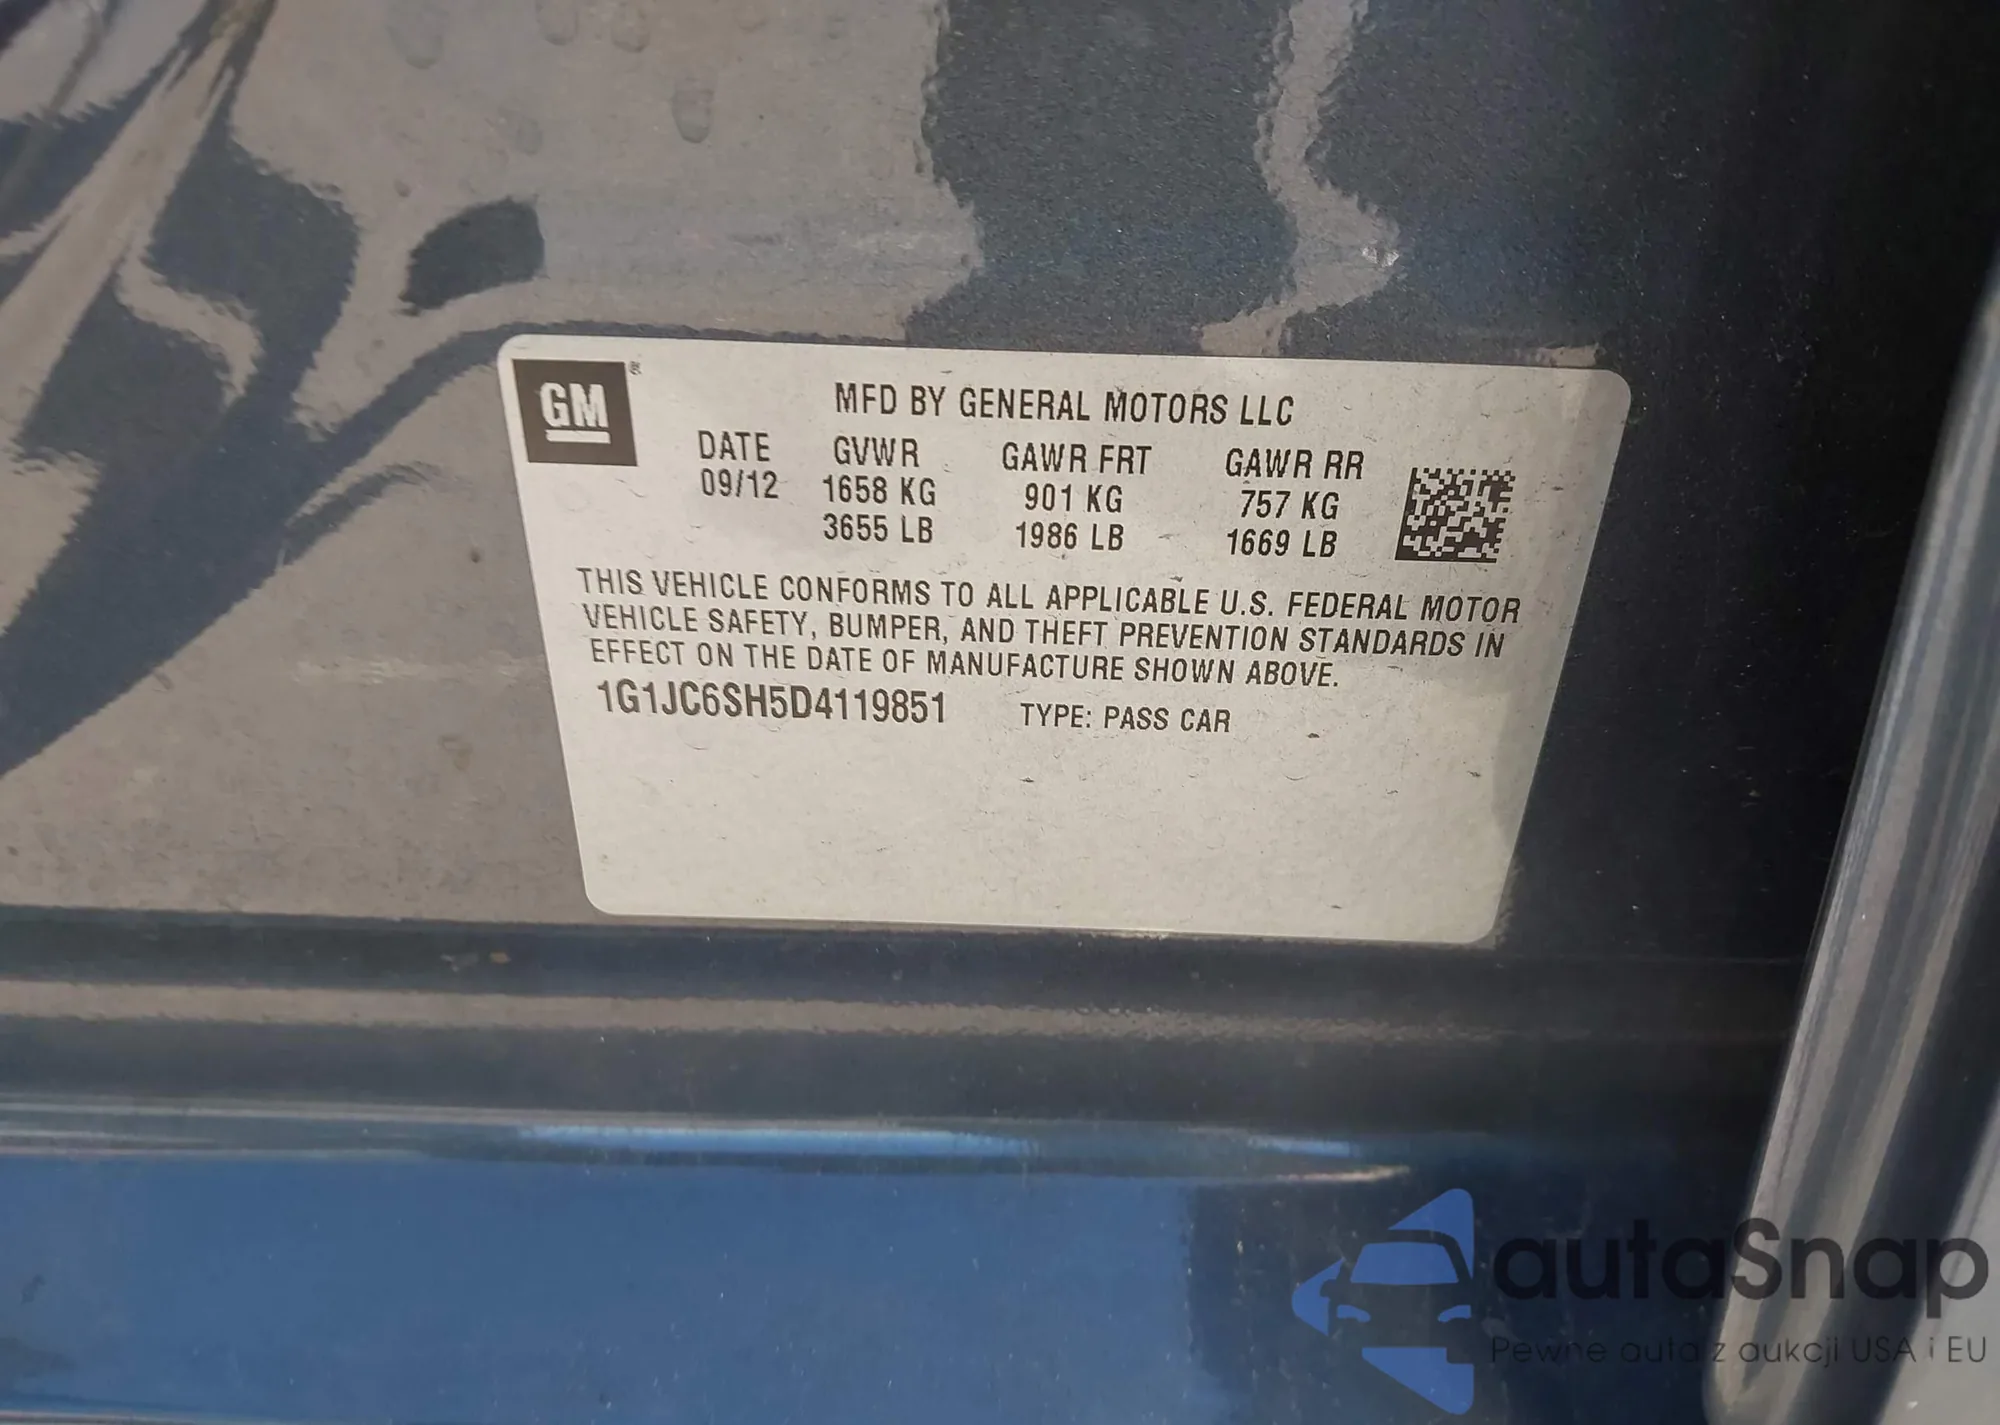 GM ®
MFD BY GENERAL MOTORS LLC
DATE GVWR GAWR FRT GAWR RR
09/12 1658 KG 901 KG 757 KG
3655 LB 1986 LB 1669 LB
THIS VEHICLE CONFORMS TO ALL APPLICABLE U.S. FEDERAL MOTOR
VEHICLE SAFETY, BUMPER, AND THEFT PREVENTION STANDARDS IN
EFFECT ON THE DATE OF MANUFACTURE SHOWN ABOVE.
1G1JC6SH5D4119851 TYPE: PASS CAR
autaSnap
Pewne auta z aukcji USA i EU